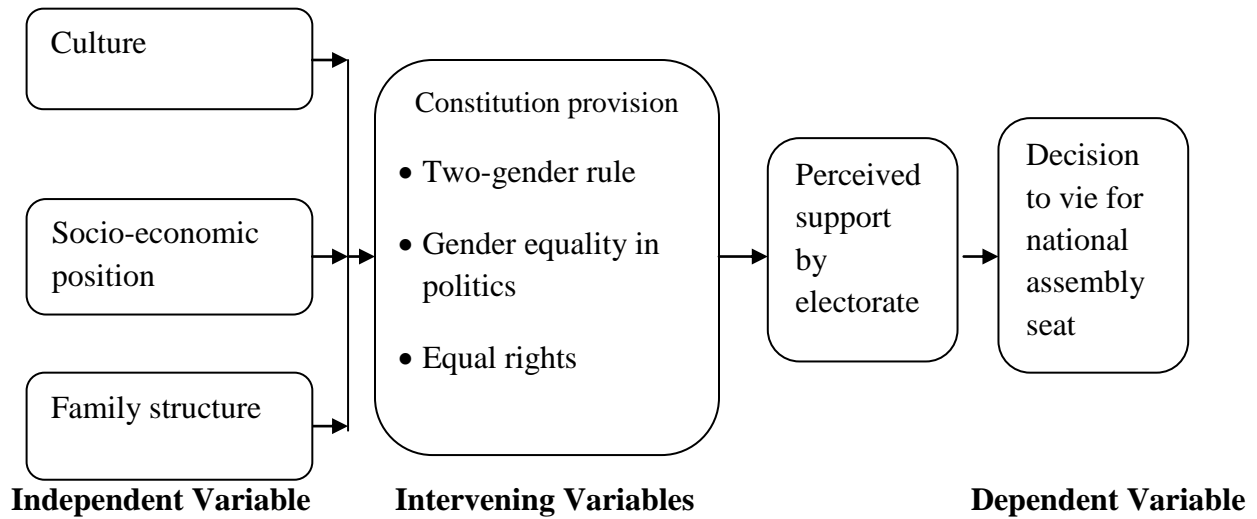 Culture
Socio-economic
position
Family structure
Constitution provision
• Two-gender rule
• Gender equality in
politics
• Equal rights
Perceived
support
by
electorate
Decision
to vie for
national
assembly
seat
Independent Variable
Intervening Variables
Dependent Variable